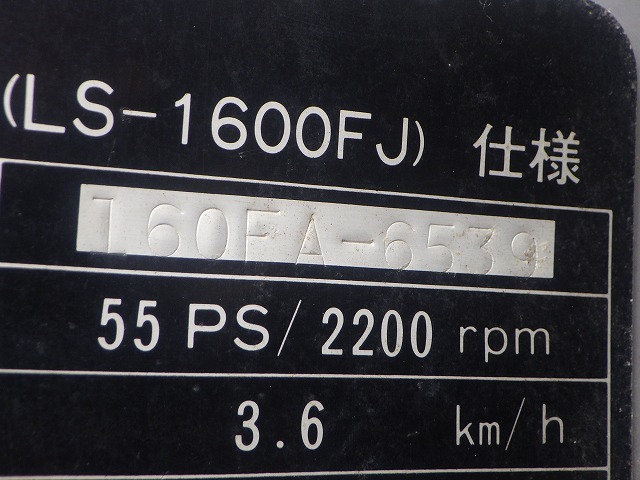 (LS-1600FJ) 仕様
160FA-6539
55 PS/2200 rpm
3.6 km/h